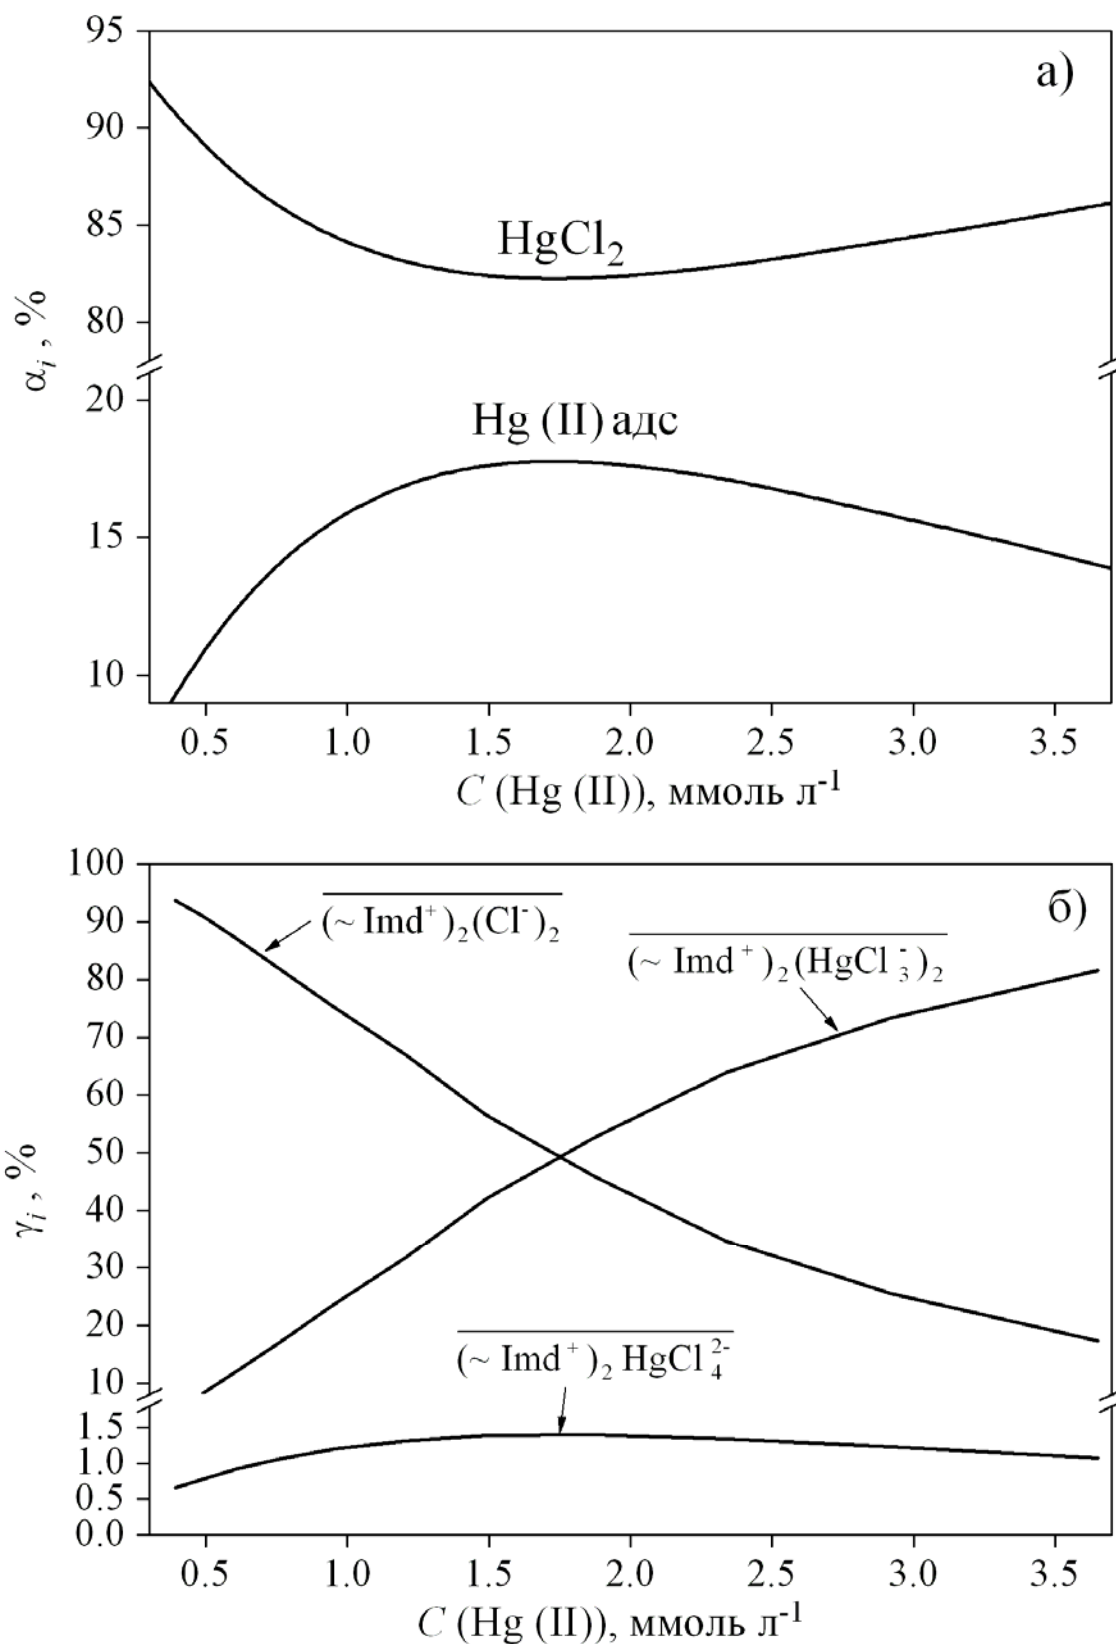 95
90
85
80
20
15
10
α_i , %
а)
HgCl₂
Hg (II) адс
0.5 1.0 1.5 2.0 2.5 3.0 3.5
C (Hg (II)), ммоль л⁻¹
100
90
80
70
60
50
40
30
20
10
1.5
1.0
0.5
0.0
γ_i , %
б)
(~ Imd⁺)₂(Cl⁻)₂
(~ Imd⁺)₂(HgCl₃⁻)₂
(~ Imd⁺)₂ HgCl₄²⁻
0.5 1.0 1.5 2.0 2.5 3.0 3.5
C (Hg (II)), ммоль л⁻¹